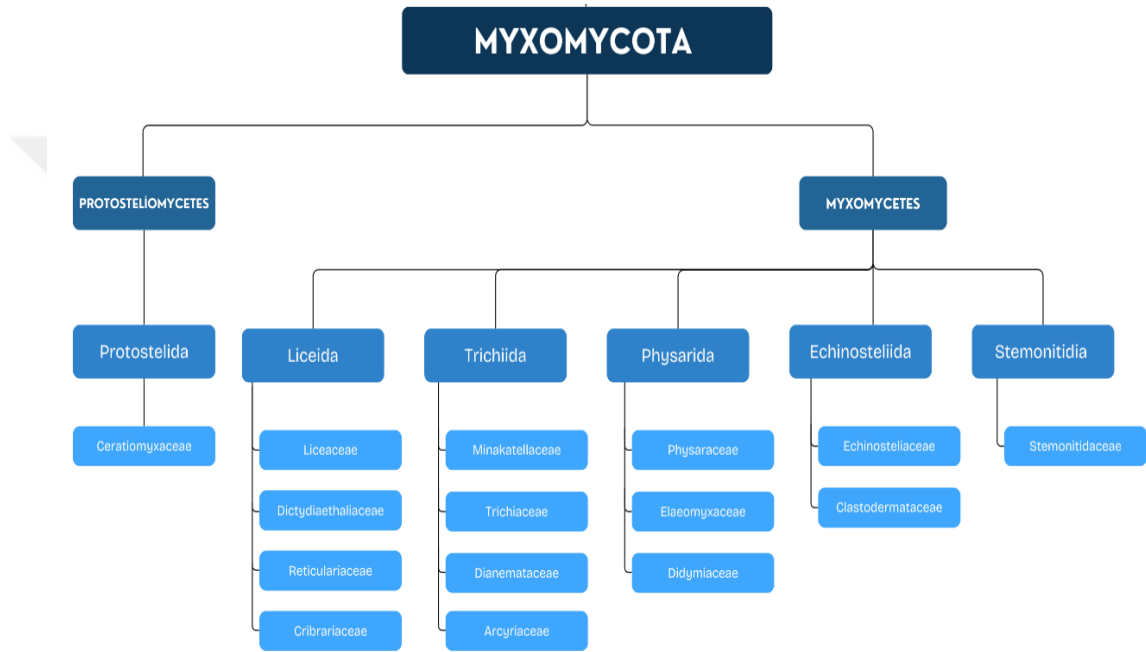 MYXOMYCOTA
PROTOSTELİOMYCETES
MYXOMYCETES
Protostelida
Liceida
Trichiida
Physarida
Echinosteliida
Stemonitidia
Ceratiomyxaceae
Liceaceae
Minakatellaceae
Physaraceae
Echinosteliaceae
Stemonitidaceae
Dictydiaethaliaceae
Trichiaceae
Elaeomyxaceae
Clastodermataceae
Reticulariaceae
Dianemataceae
Didymiaceae
Cribrariaceae
Arcyriaceae